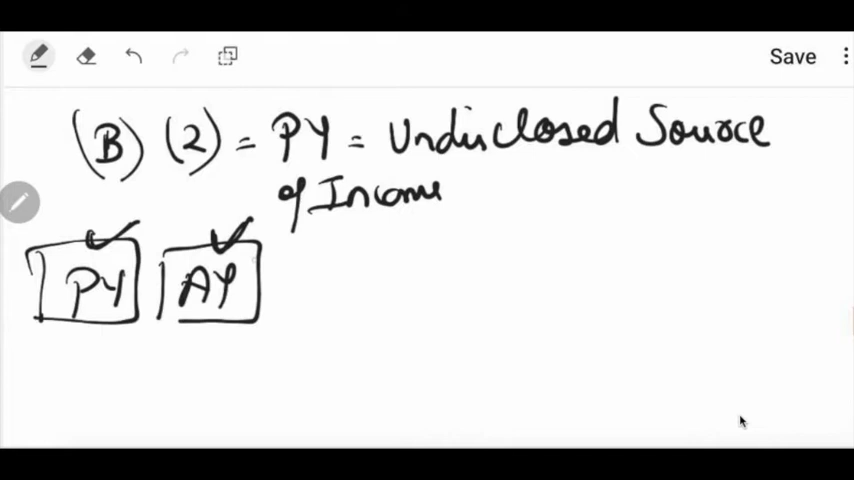 Save
(B) (2) = PY = Undisclosed Source
of Income
PY AY